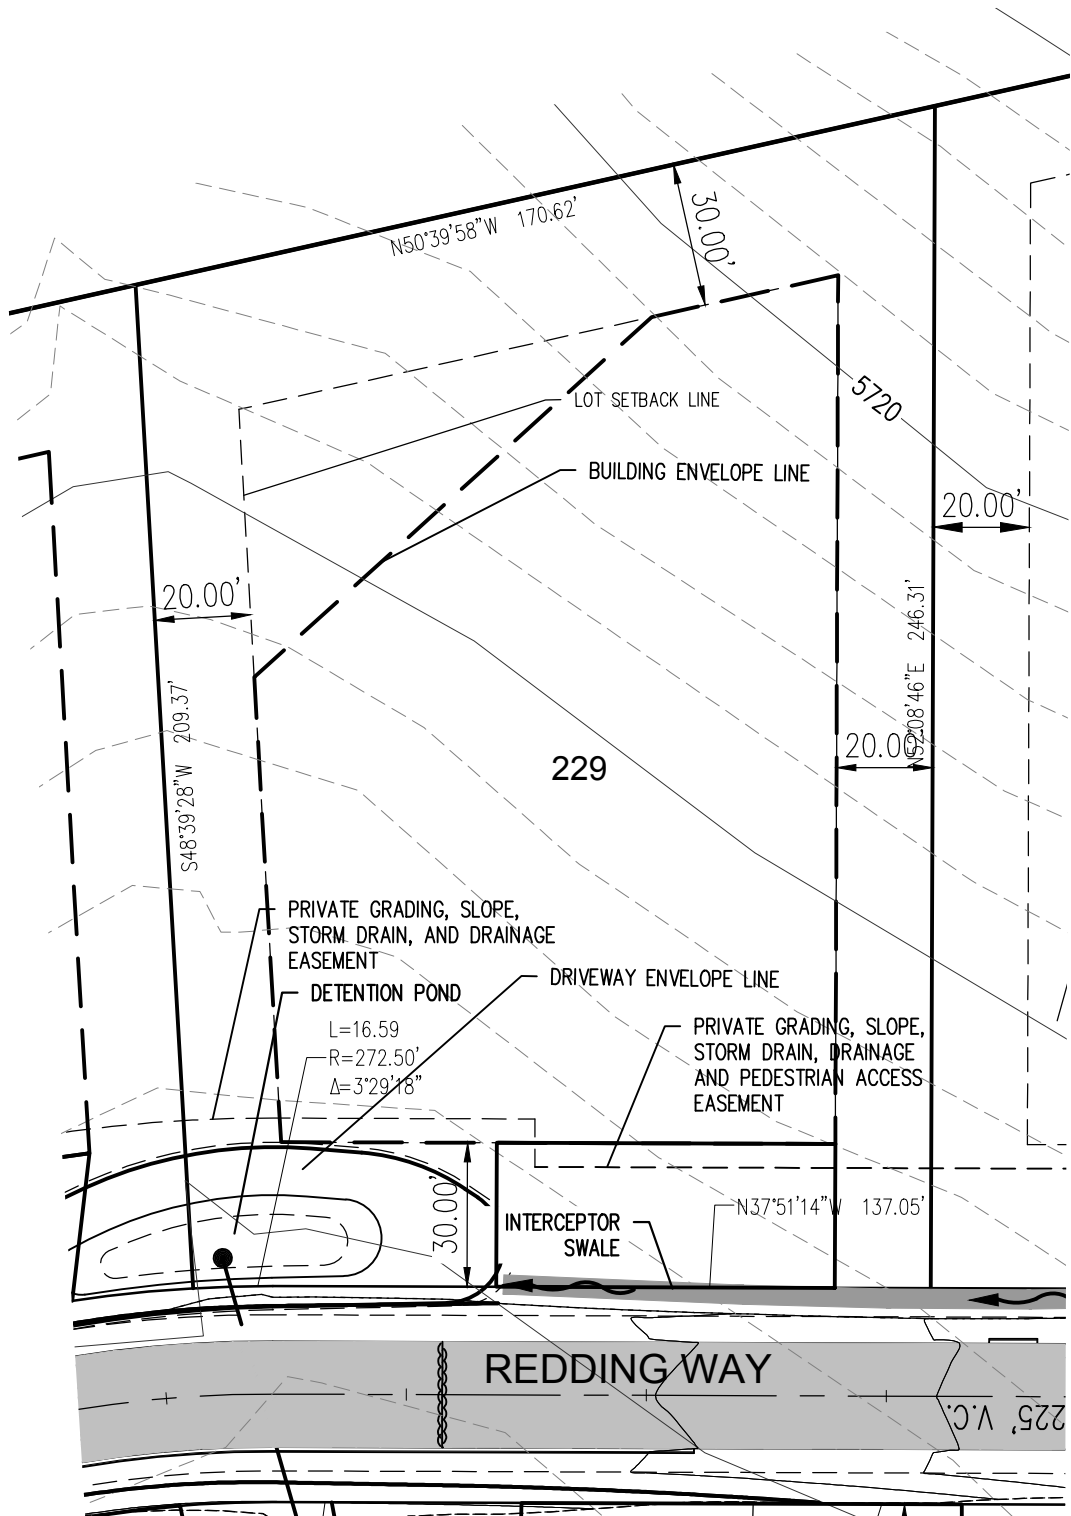 N50°39'58"W 170.62'
30.00'
LOT SETBACK LINE
5720
BUILDING ENVELOPE LINE
20.00'
20.00'
N52°08'46"E 246.31'
S48°39'28"W 209.37'
20.00'
229
PRIVATE GRADING, SLOPE,
STORM DRAIN, AND DRAINAGE
EASEMENT
DETENTION POND
DRIVEWAY ENVELOPE LINE
L=16.59
R=272.50'
Δ=3°29'18"
PRIVATE GRADING, SLOPE,
STORM DRAIN, DRAINAGE
AND PEDESTRIAN ACCESS
EASEMENT
30.00'
INTERCEPTOR
SWALE
N37°51'14"W 137.05'
REDDING WAY
225' V.C.